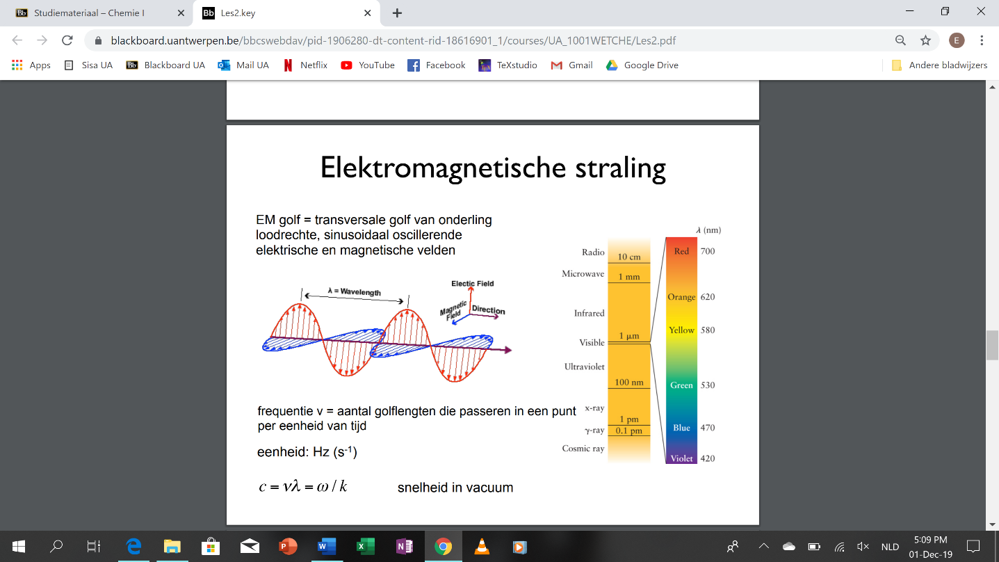 Studiemateriaal – Chemie I
Les2.key
blackboard.uantwerpen.be/bbcswebdav/pid-1906280-dt-content-rid-18616901_1/courses/UA_1001WETCHE/Les2.pdf
E
Apps
Sisa UA
Bb
Blackboard UA
Mail UA
Netflix
YouTube
Facebook
TeXstudio
Gmail
Google Drive
Andere bladwijzers
Elektromagnetische straling
EM golf = transversale golf van onderling
loodrechte, sinusoidaal oscillerende
elektrische en magnetische velden
λ = Wavelength
Electic Field
Magnetic
Field
Direction
frequentie ν = aantal golflengten die passeren in een punt
per eenheid van tijd
eenheid: Hz (s⁻¹)
c = νλ = ω / k
snelheid in vacuum
λ (nm)
Radio
10 cm
Microwave
1 mm
Infrared
1 μm
Visible
Ultraviolet
100 nm
x-ray
1 pm
γ-ray
0.1 pm
Cosmic ray
Red 700
Orange 620
Yellow 580
Green 530
Blue 470
Violet 420
NLD
5:09 PM
01-Dec-19